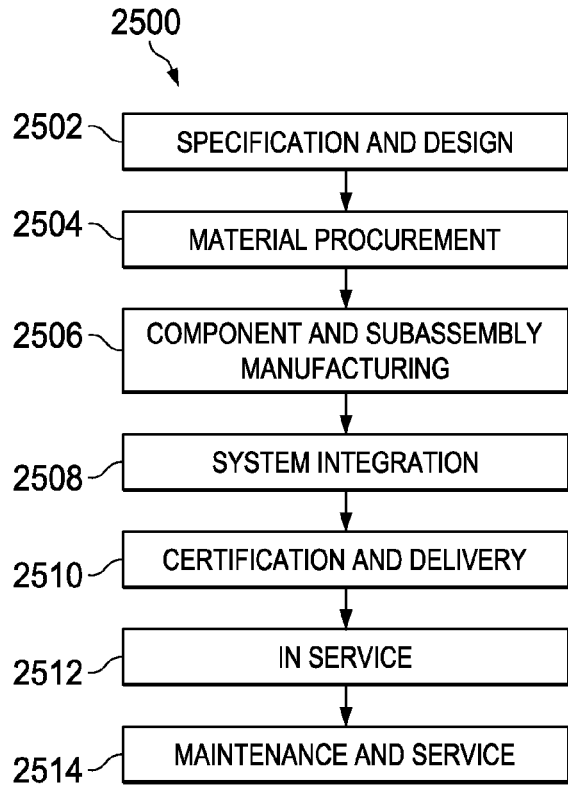 2500
2502
SPECIFICATION AND DESIGN
2504
MATERIAL PROCUREMENT
2506
COMPONENT AND SUBASSEMBLY
MANUFACTURING
2508
SYSTEM INTEGRATION
2510
CERTIFICATION AND DELIVERY
2512
IN SERVICE
2514
MAINTENANCE AND SERVICE